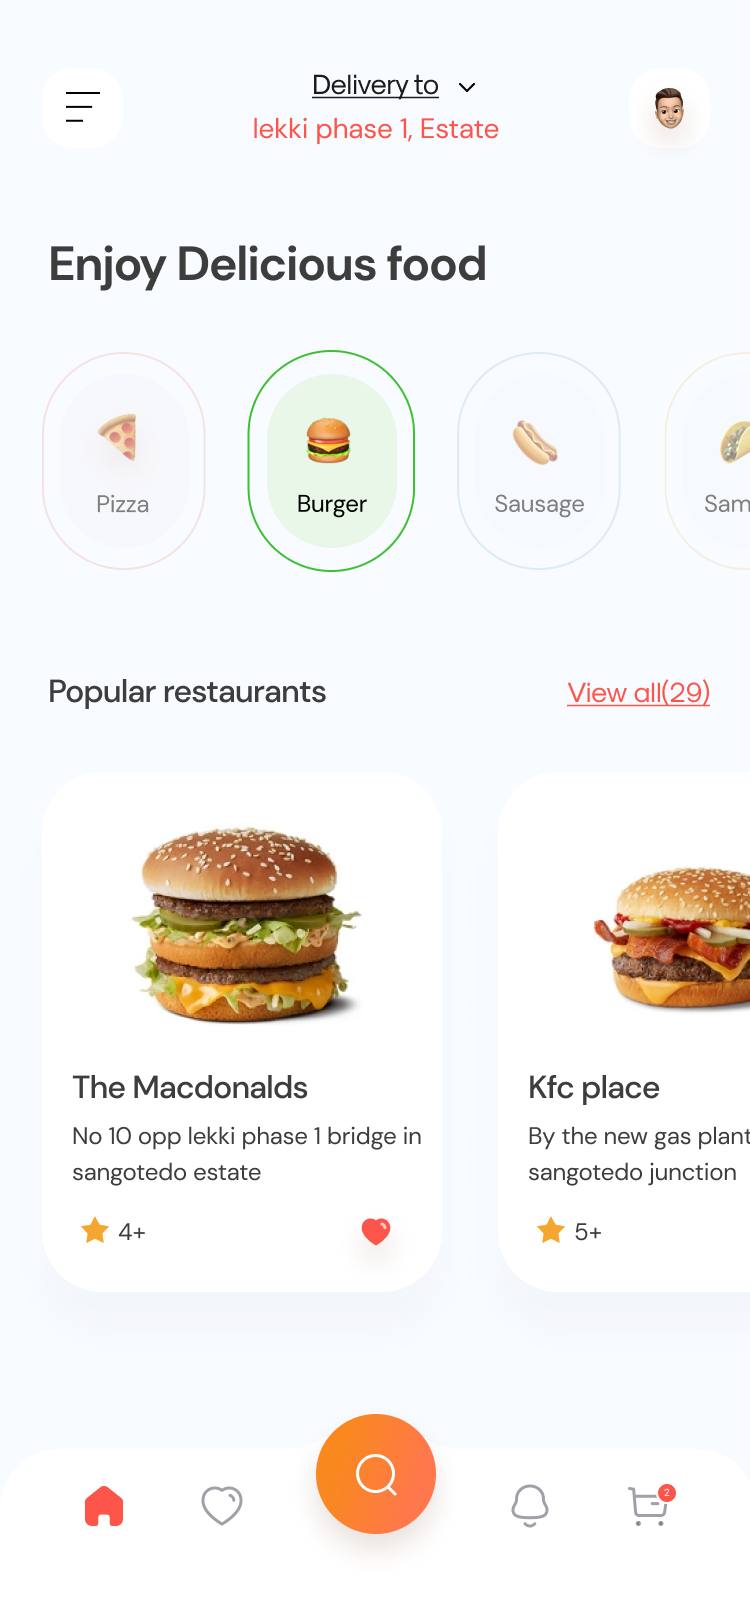 Delivery to
lekki phase 1, Estate
Enjoy Delicious food
Pizza
Burger
Sausage
Sam
Popular restaurants
View all(29)
The Macdonalds
No 10 opp lekki phase 1 bridge in
sangotedo estate
4+
Kfc place
By the new gas plant
sangotedo junction
5+
2